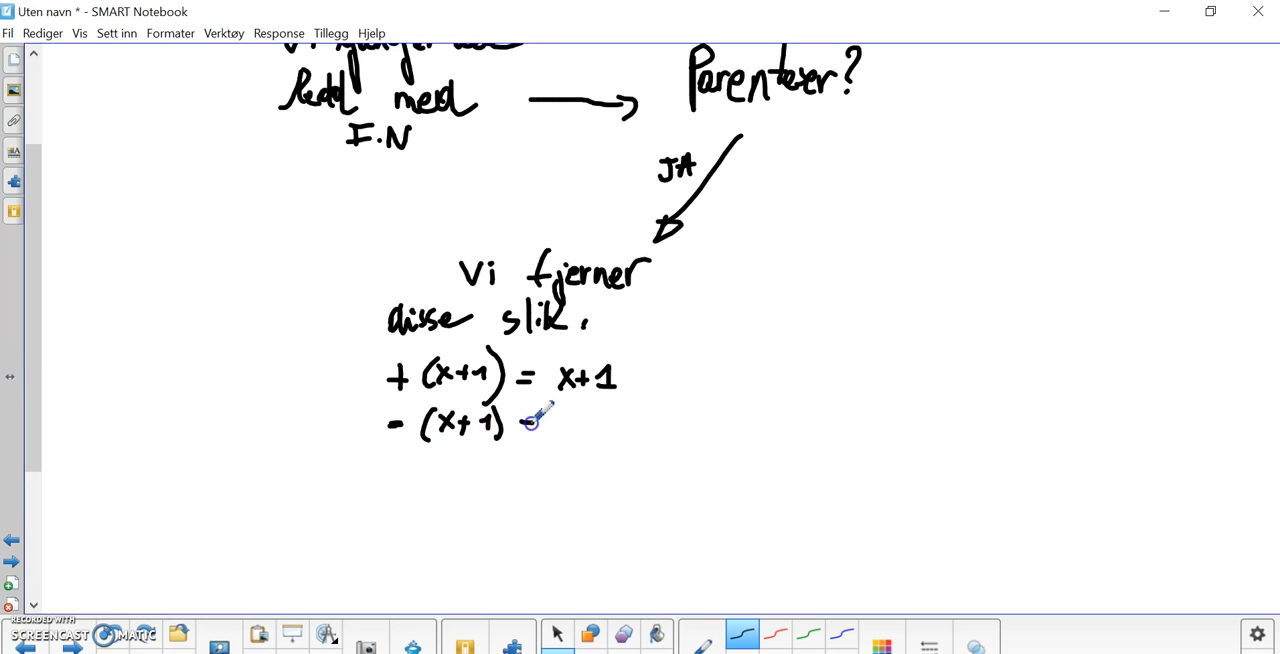 Uten navn * - SMART Notebook
Fil Rediger Vis Sett inn Formater Verktøy Response Tillegg Hjelp
ledd med
F.N
Parenteser?
JA
Vi fjerner
disse slik.
+ (x+1) = x+1
- (x+1) -
RECORDED WITH
SCREENCAST MATIC